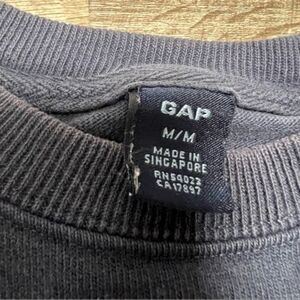 GAP
M/M
MADE IN
SINGAPORE
RN54023
CA17897